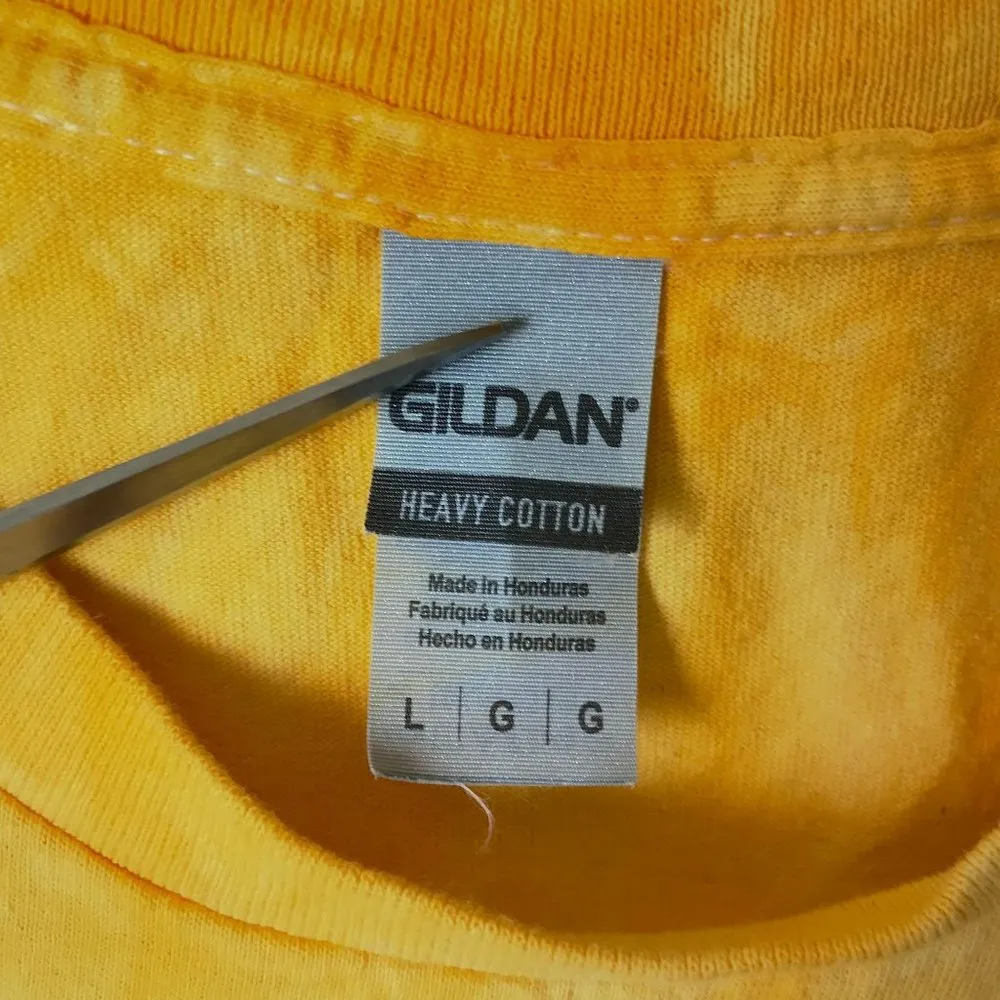 GILDAN®
HEAVY COTTON
Made in Honduras
Fabriqué au Honduras
Hecho en Honduras
L | G | G